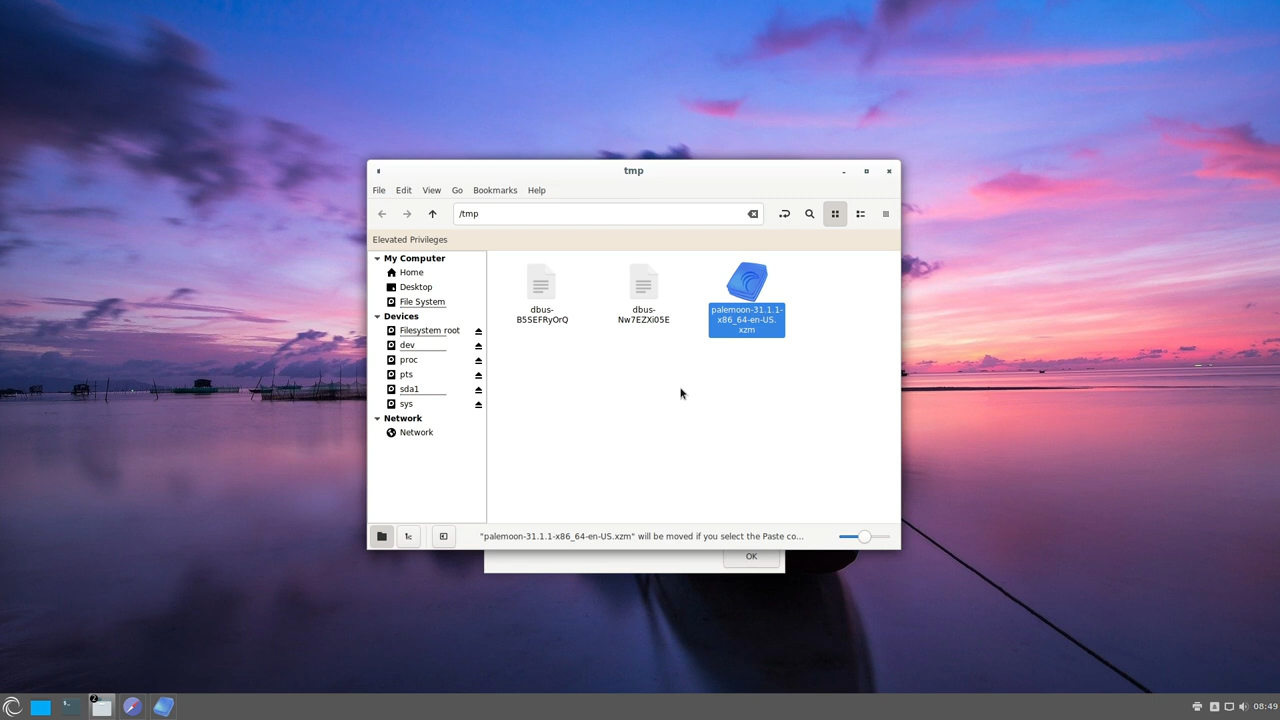 tmp
File Edit View Go Bookmarks Help
/tmp
Elevated Privileges
My Computer
Home
Desktop
File System
Devices
Filesystem root
dev
proc
pts
sda1
sys
Network
Network
dbus-
B5SEFRyOrQ
dbus-
Nw7EZXi05E
palemoon-31.1.1-
x86_64-en-US.
xzm
"palemoon-31.1.1-x86_64-en-US.xzm" will be moved if you select the Paste co...
OK
2
A
08:49